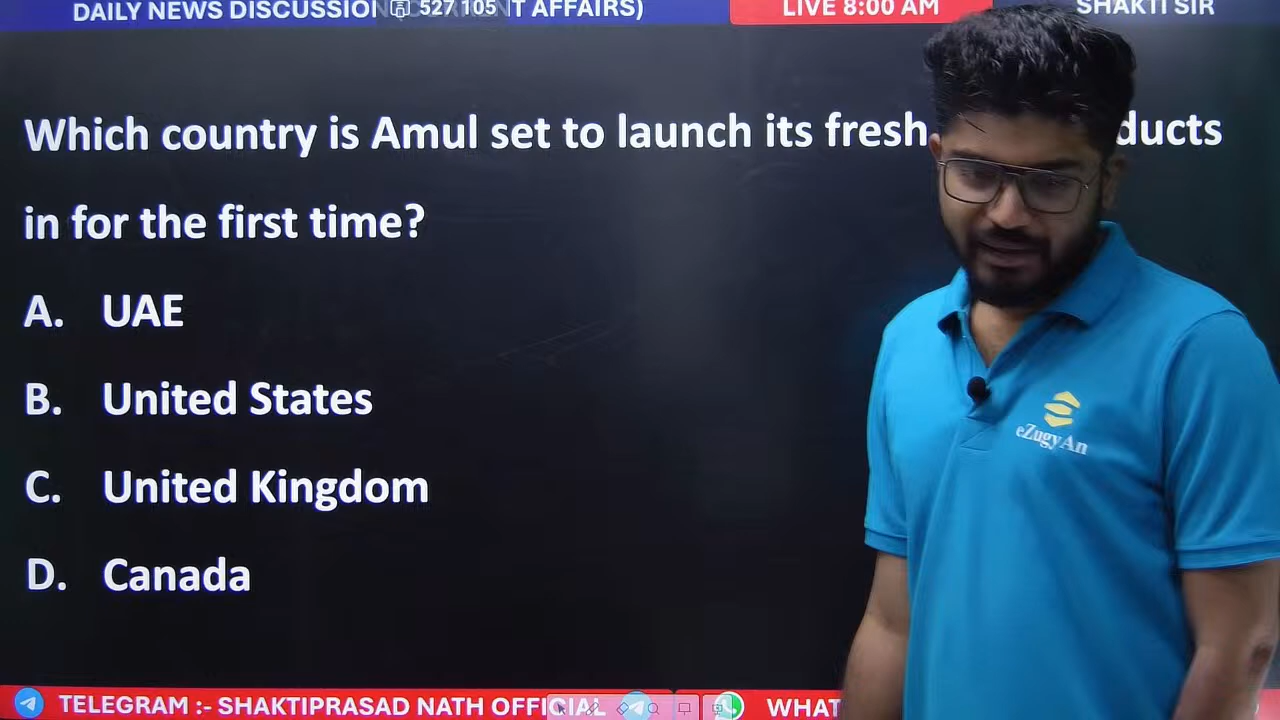 DAILY NEWS DISCUSSION 527 105 T AFFAIRS)
LIVE 8:00 AM
SHAKTI SIR
Which country is Amul set to launch its fresh ducts
in for the first time?
A. UAE
B. United States
C. United Kingdom
D. Canada
eZugyAn
TELEGRAM :- SHAKTIPRASAD NATH OFFICIAL
WHAT